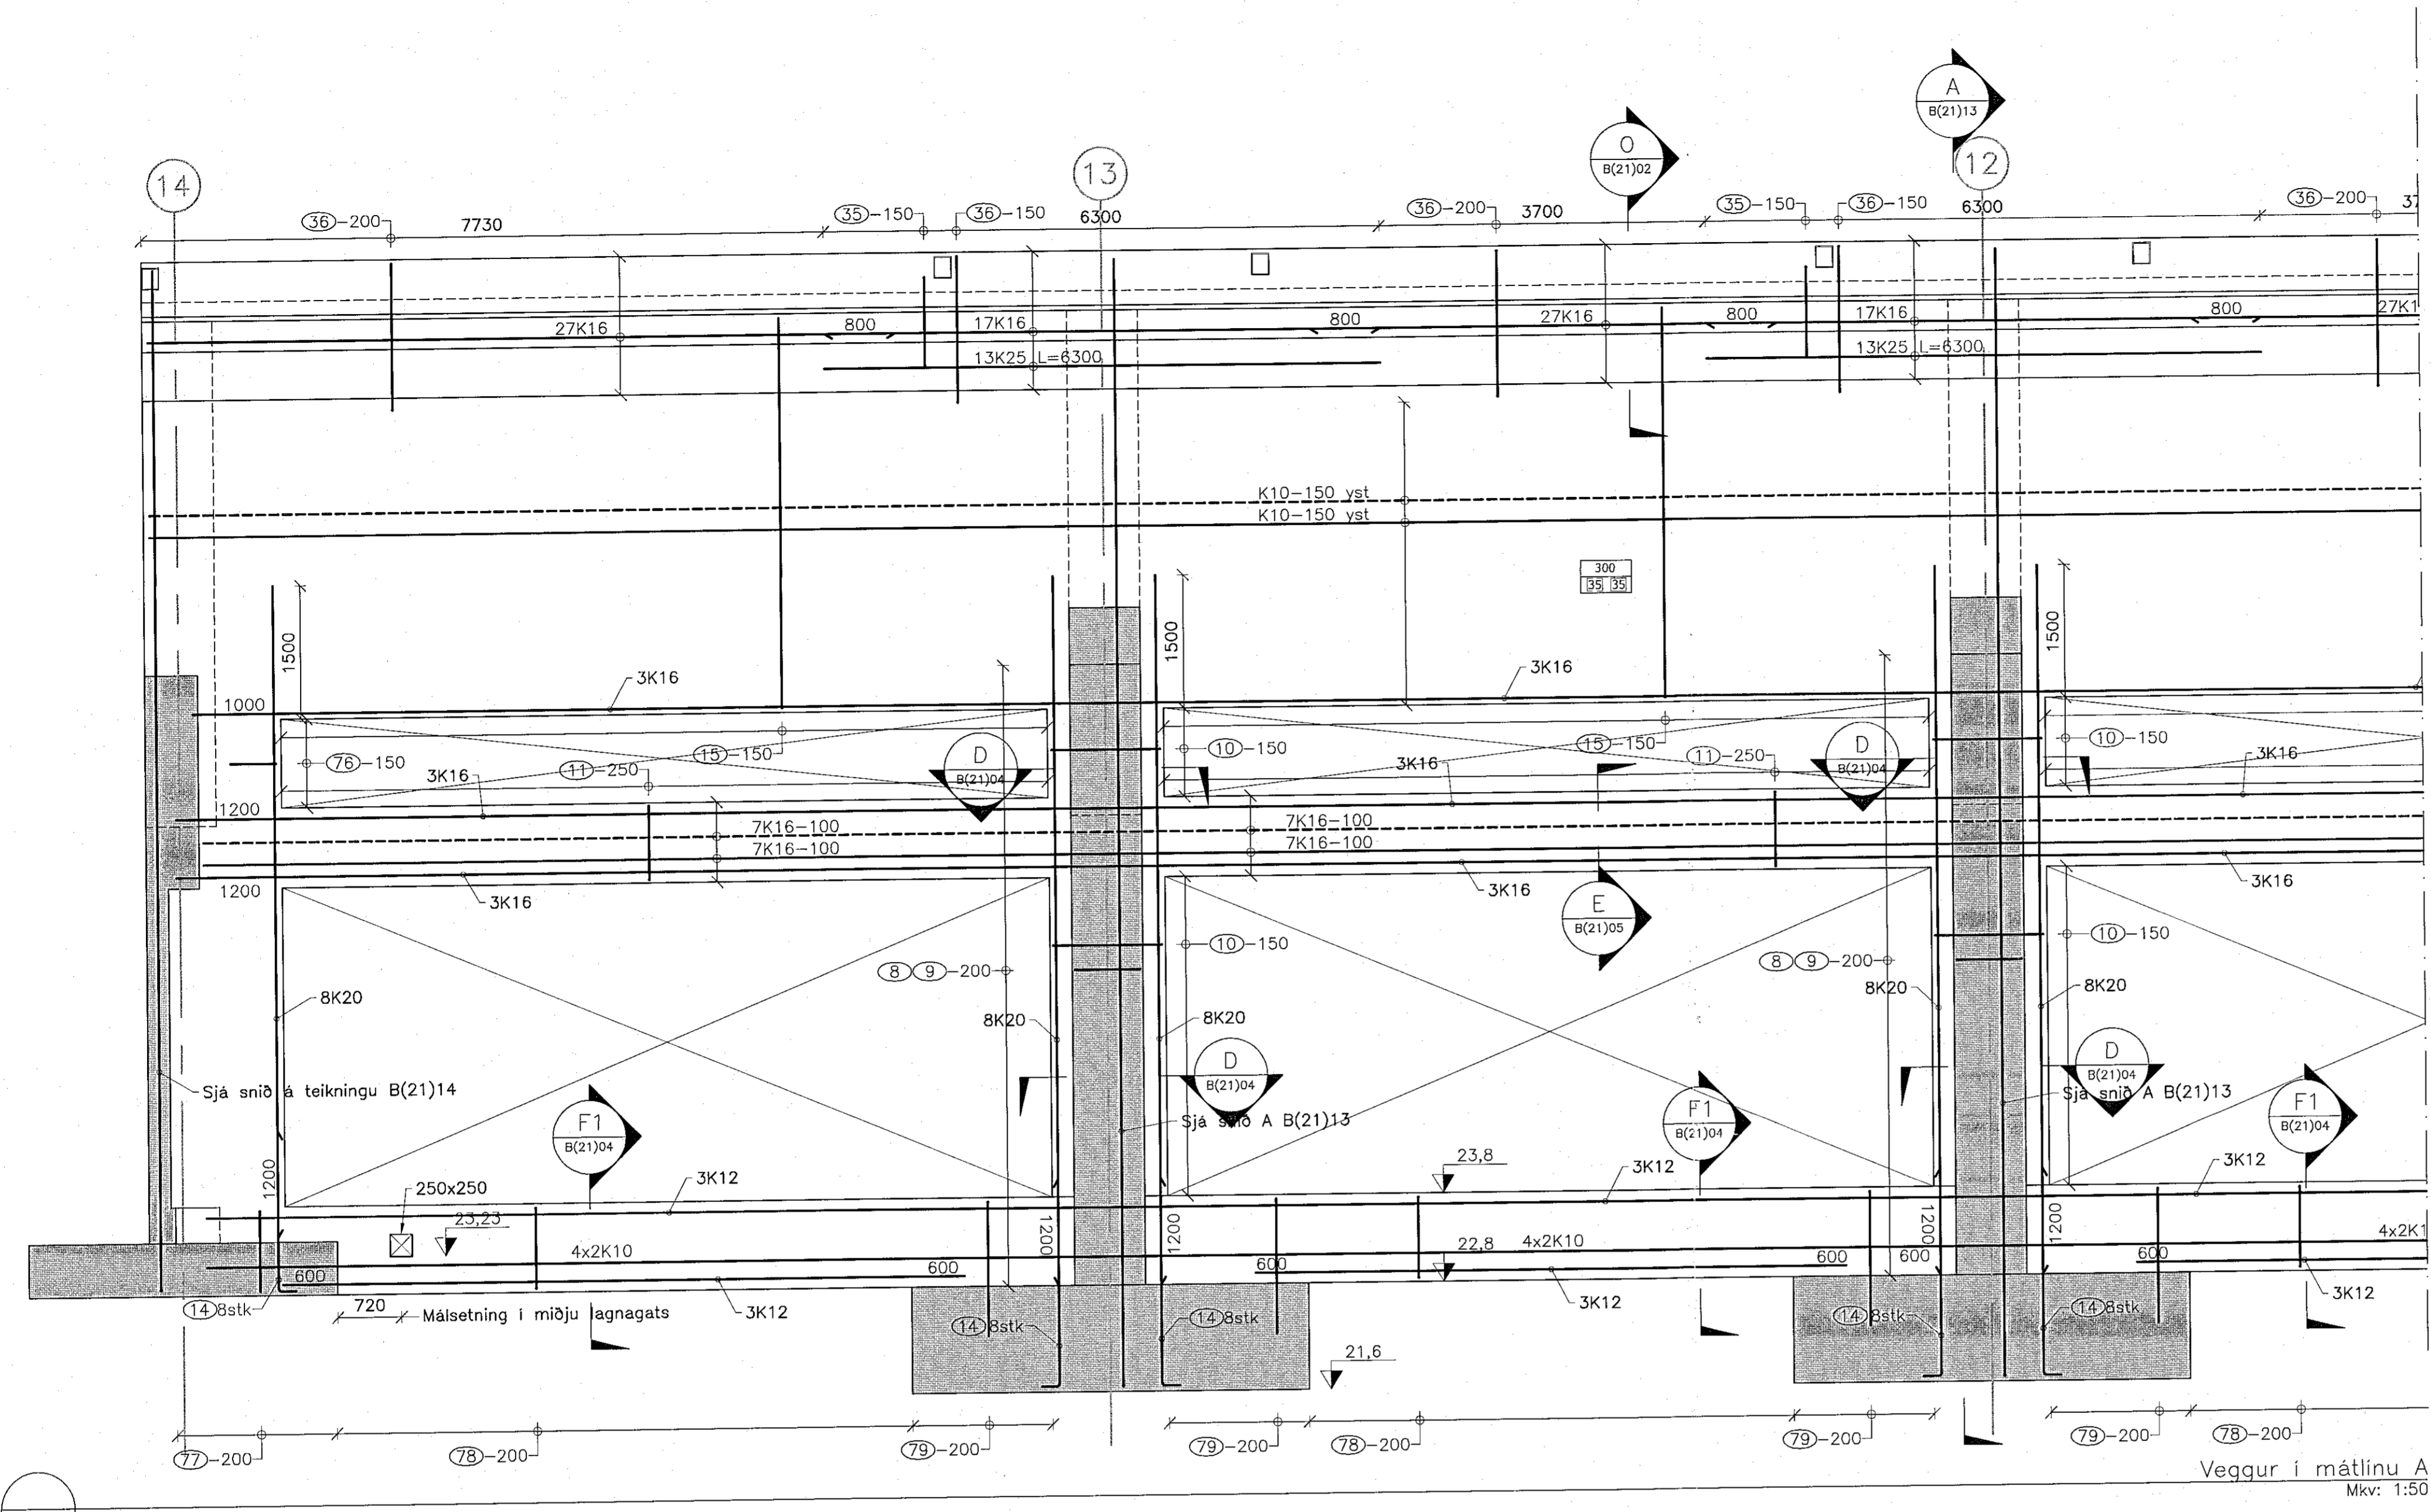 A
B(21)13
O
B(21)02
14
13
12
36-200
7730
35-150
36-150
6300
36-200
3700
35-150
36-150
6300
36-200
37
27K16
800
17K16
800
27K16
800
17K16
800
27K1
13K25 L=6300
13K25 L=6300
K10-150 yst
K10-150 yst
300
35 35
1500
1500
1500
3K16
3K16
1000
76-150
15-150
D
B(21)04
10-150
15-150
D
B(21)04
10-150
3K16
11-250
3K16
11-250
3K16
1200
7K16-100
7K16-100
7K16-100
7K16-100
1200
3K16
3K16
3K16
E
B(21)05
10-150
10-150
8 9-200
8 9-200
8K20
8K20
8K20
8K20
8K20
D
B(21)04
D
B(21)04
Sjá snið á teikningu B(21)14
Sjá snið A B(21)13
Sjá snið A B(21)13
F1
B(21)04
F1
B(21)04
F1
B(21)04
1200
250x250
3K12
23,8
3K12
3K12
23,23
1200
1200
1200
1200
4x2K10
22,8
4x2K10
4x2K1
600
600
600
600
600
600
14 8stk
720
Málsetning í miðju lagnagats
3K12
3K12
3K12
14 8stk
14 8stk
14 8stk
14 8stk
21,6
77-200
78-200
79-200
79-200
78-200
79-200
79-200
78-200
Veggur í mátlínu A
Mkv: 1:50